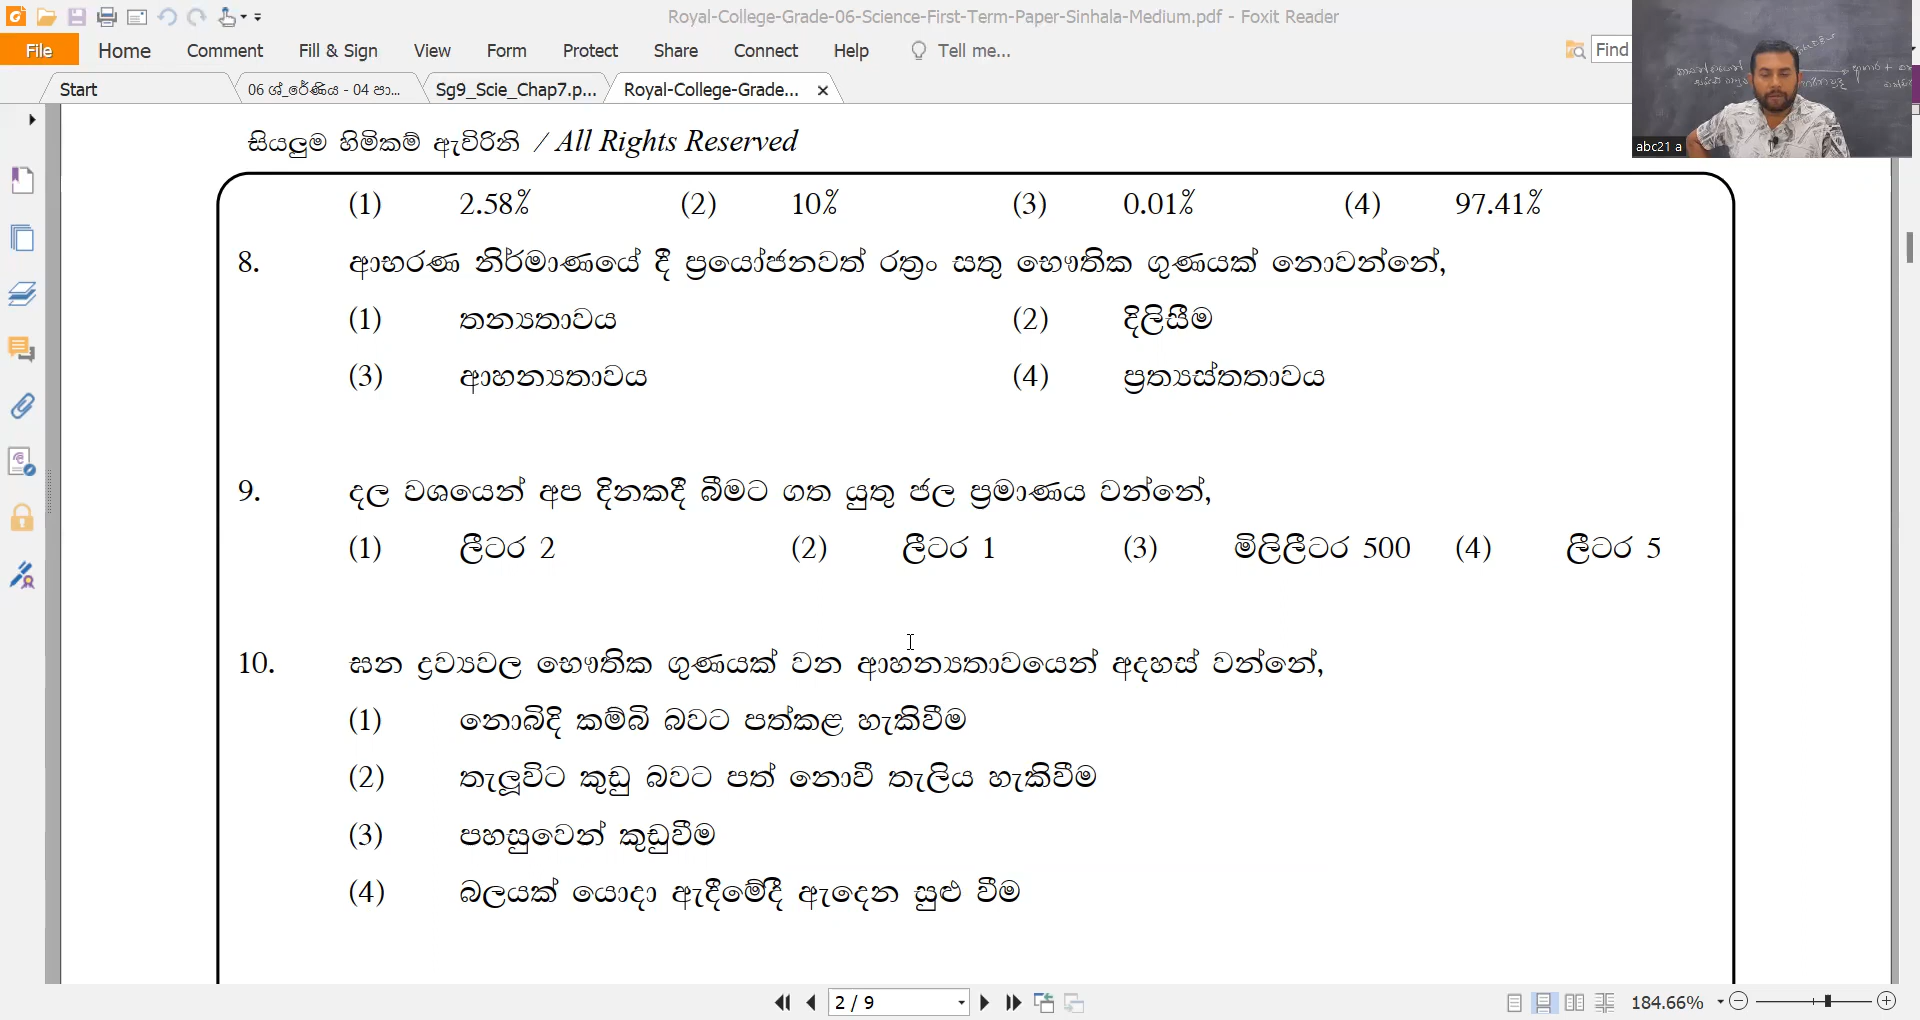 Royal-College-Grade-06-Science-First-Term-Paper-Sinhala-Medium.pdf - Foxit Reader
File Home Comment Fill & Sign View Form Protect Share Connect Help Tell me... Find
Start 06 ශ්‍රේණිය - 04 පා... Sg9_Scie_Chap7.p... Royal-College-Grade...
abc21 a
සියලුම හිමිකම් ඇවිරිනි / All Rights Reserved
(1) 2.58% (2) 10% (3) 0.01% (4) 97.41%
8. ආභරණ නිර්මාණයේ දී ප්‍රයෝජනවත් රත්‍රං සතු භෞතික ගුණයක් නොවන්නේ,
(1) තන්‍යතාවය (2) දිලිසීම
(3) ආහන්‍යතාවය (4) ප්‍රත්‍යස්තතාවය
9. දල වශයෙන් අප දිනකදී බීමට ගත යුතු ජල ප්‍රමාණය වන්නේ,
(1) ලීටර 2 (2) ලීටර 1 (3) මිලිලීටර 500 (4) ලීටර 5
10. ඝන ද්‍රව්‍යවල භෞතික ගුණයක් වන ආහන්‍යතාවයෙන් අදහස් වන්නේ,
(1) නොබිදි කම්බි බවට පත්කළ හැකිවීම
(2) තැලූවිට කුඩු බවට පත් නොවී තැලිය හැකිවීම
(3) පහසුවෙන් කුඩුවීම
(4) බලයක් යොදා ඇදීමේදී ඇදෙන සුළු වීම
2 / 9 184.66%